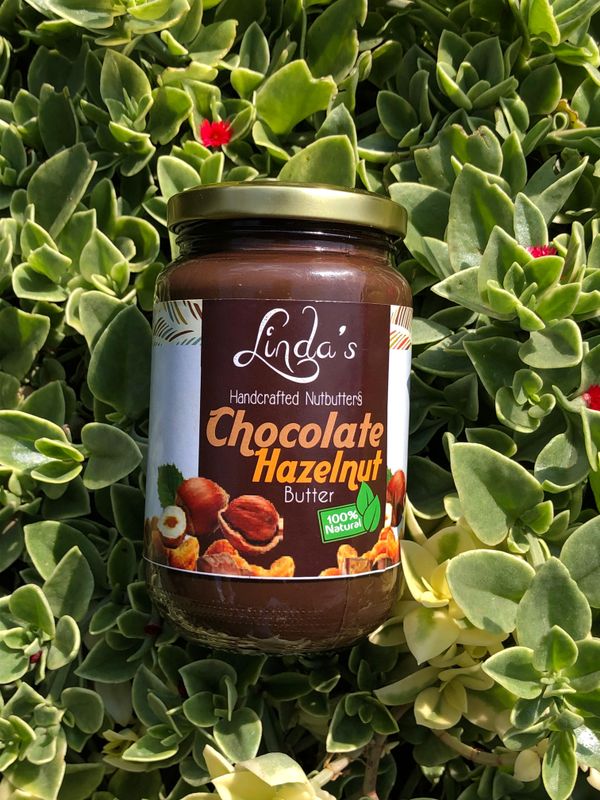 Linda's
Handcrafted Nutbutters
Chocolate
Hazelnut
Butter
100%
Natural